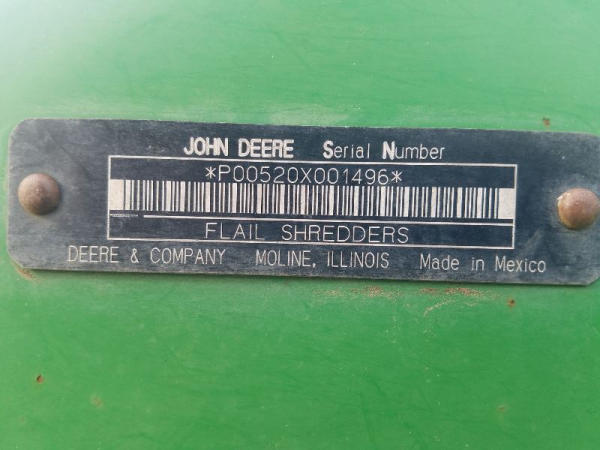 JOHN DEERE Serial Number
*P00520X001496*
FLAIL SHREDDERS
DEERE & COMPANY MOLINE, ILLINOIS Made in Mexico